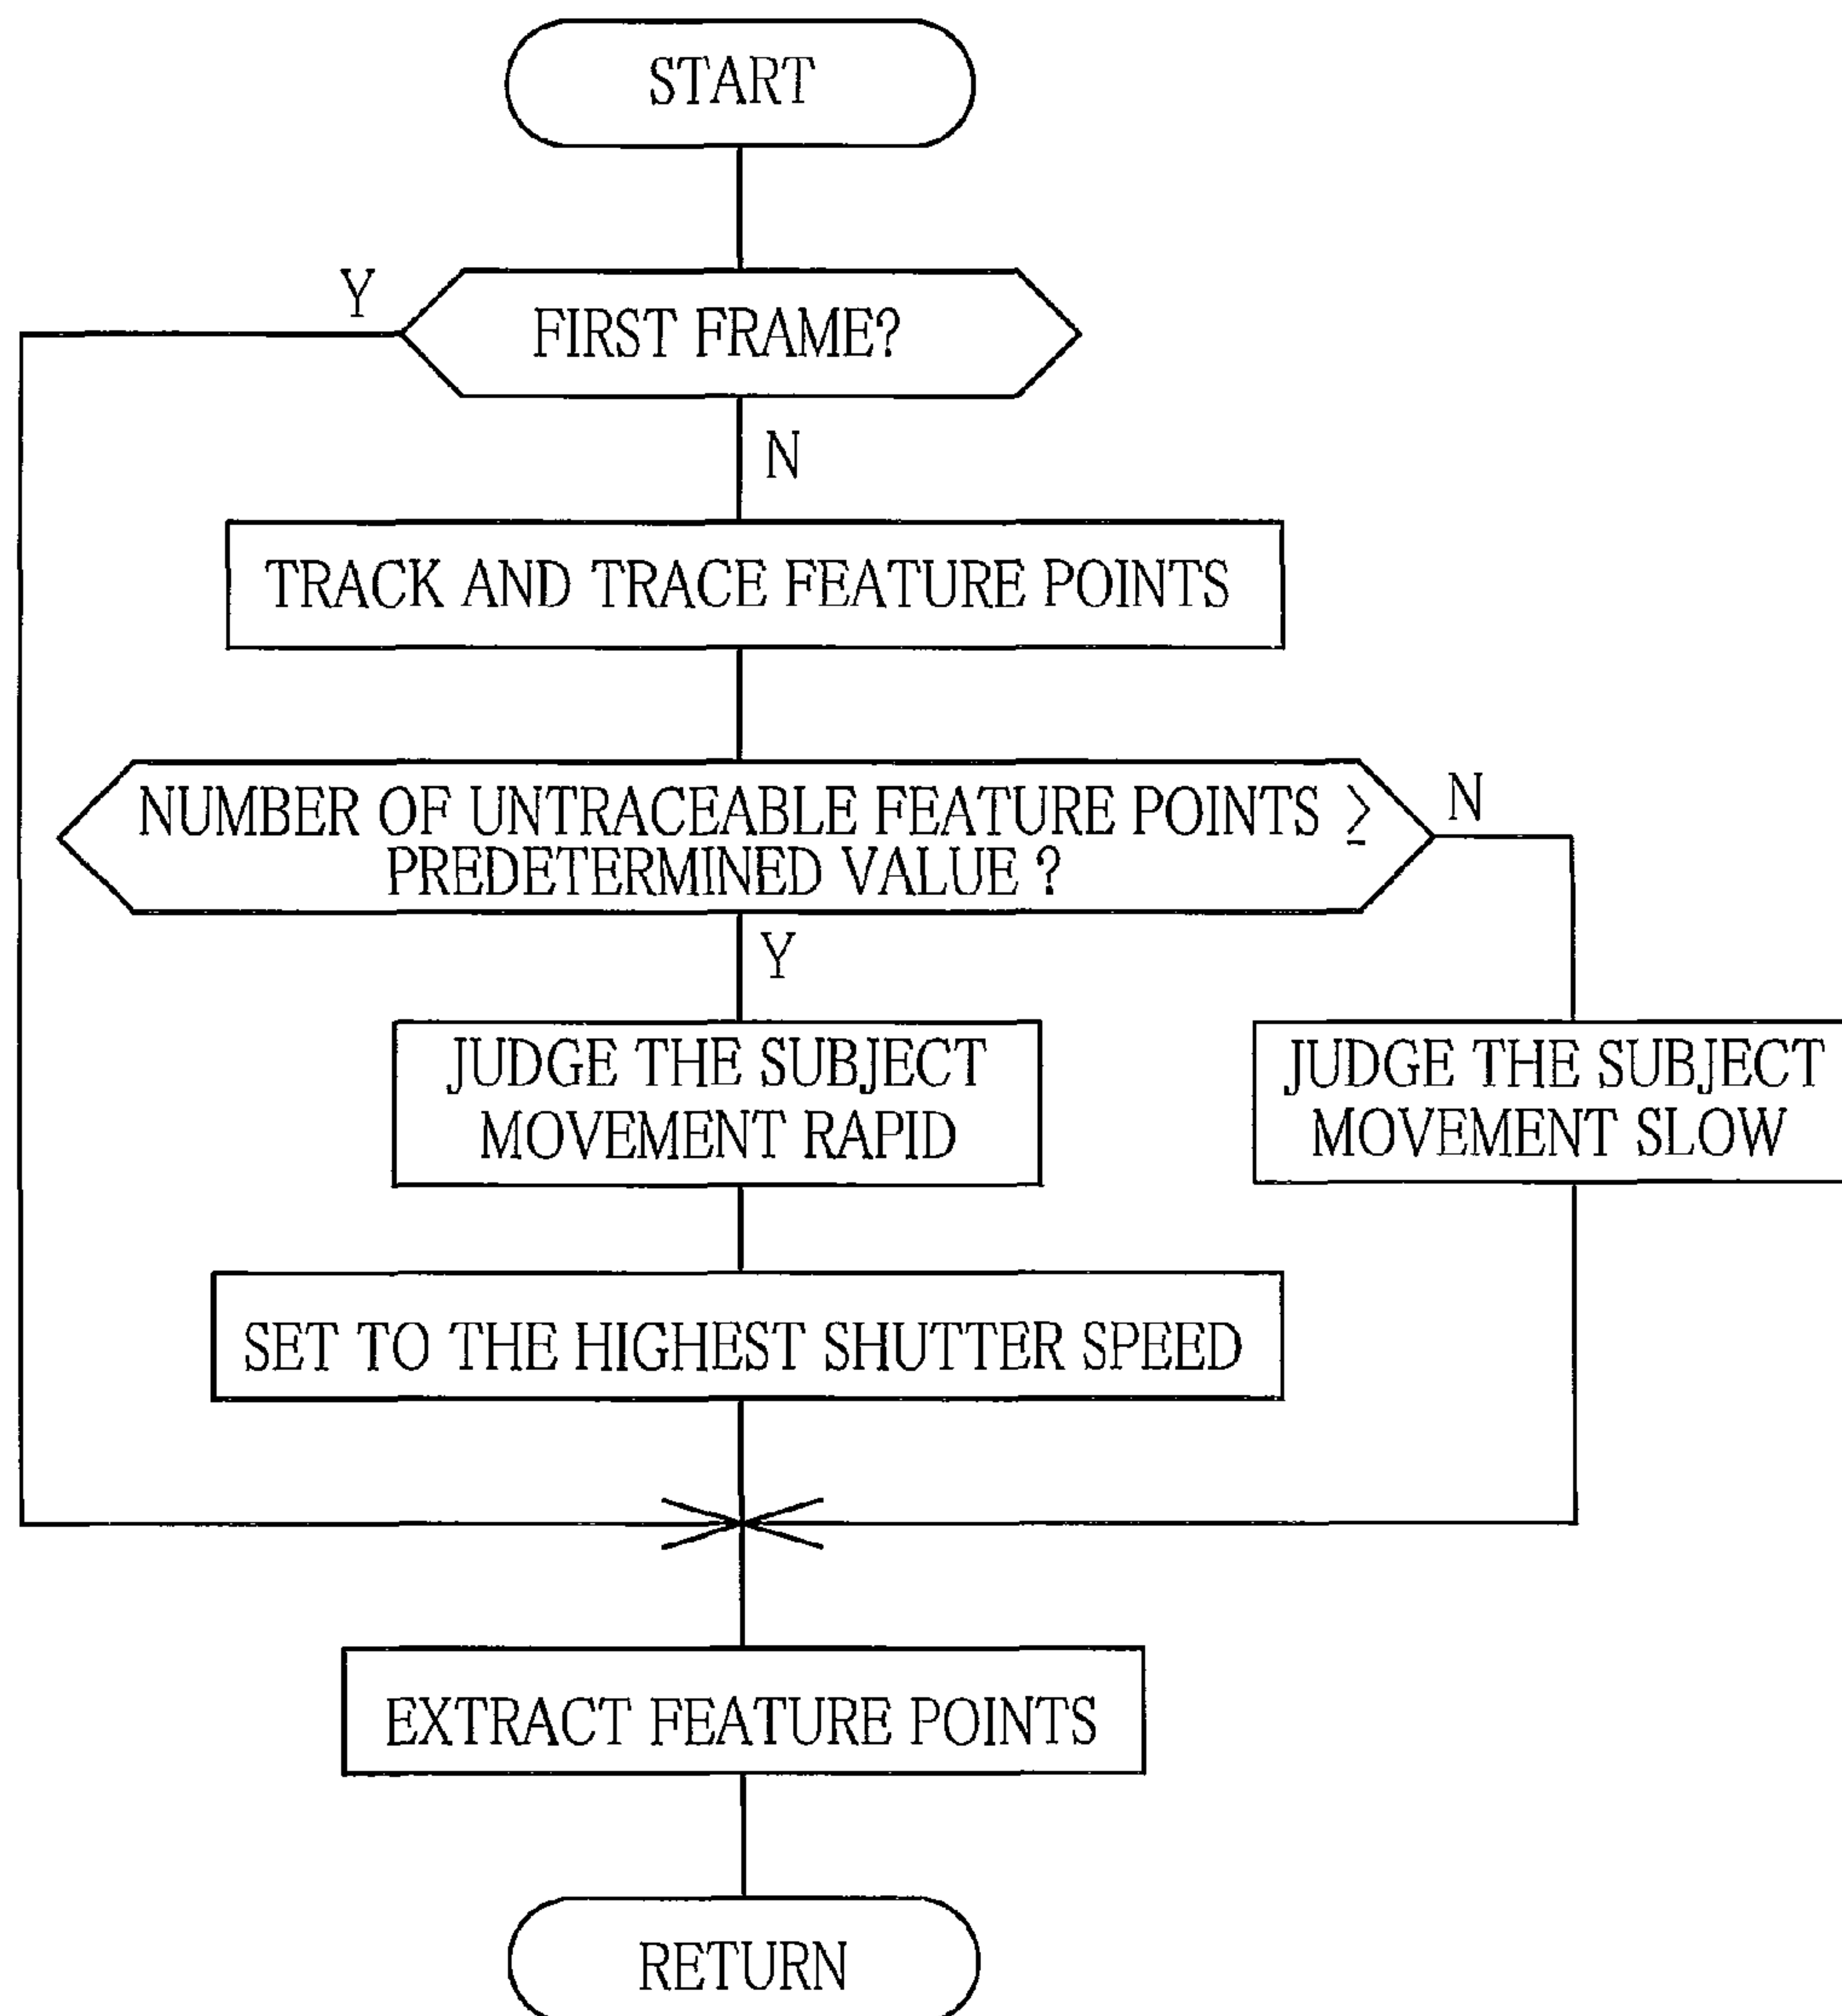 START
Y
FIRST FRAME?
N
TRACK AND TRACE FEATURE POINTS
NUMBER OF UNTRACEABLE FEATURE POINTS ≥
PREDETERMINED VALUE ?
N
Y
JUDGE THE SUBJECT
MOVEMENT RAPID
JUDGE THE SUBJECT
MOVEMENT SLOW
SET TO THE HIGHEST SHUTTER SPEED
EXTRACT FEATURE POINTS
RETURN